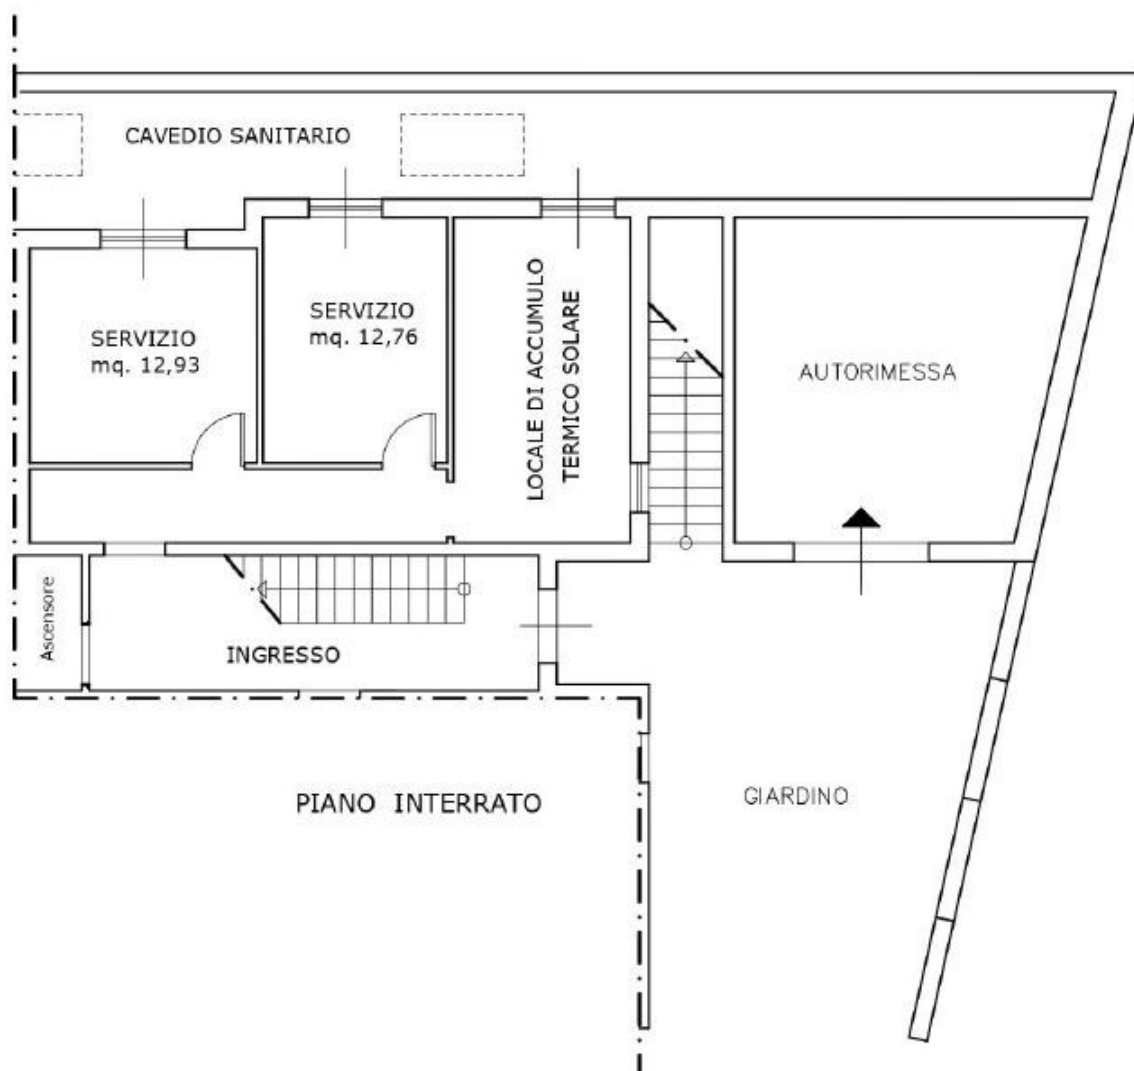 CAVEDIO SANITARIO
SERVIZIO
mq. 12,93
SERVIZIO
mq. 12,76
LOCALE DI ACCUMULO
TERMICO SOLARE
AUTORIMESSA
Ascensore
INGRESSO
PIANO INTERRATO
GIARDINO